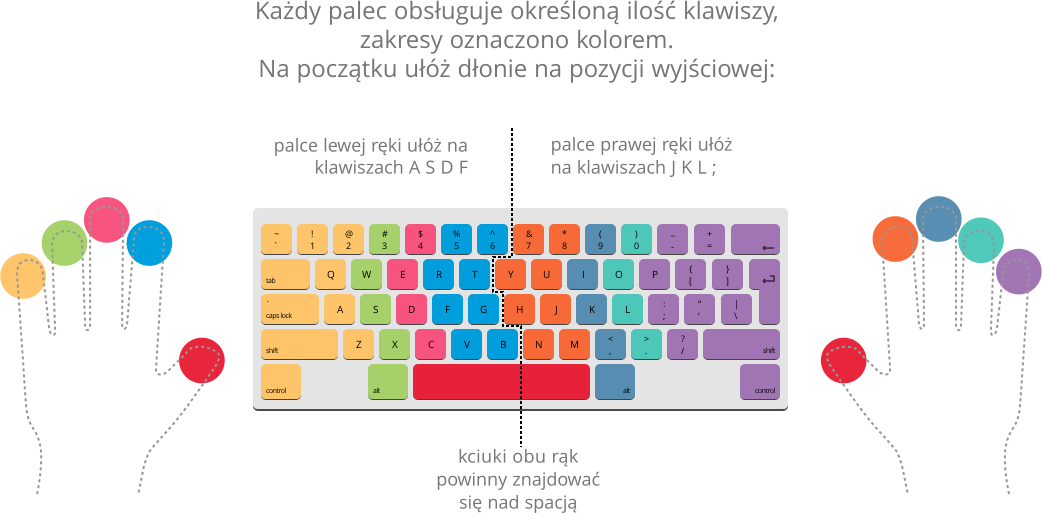 Każdy palec obsługuje określoną ilość klawiszy,
zakresy oznaczono kolorem.
Na początku ułóż dłonie na pozycji wyjściowej:
palce lewej ręki ułóż na
klawiszach A S D F
palce prawej ręki ułóż
na klawiszach J K L ;
~ ! @ # $ % ^ & * ( ) _ +
` 1 2 3 4 5 6 7 8 9 0 - =
tab Q W E R T Y U I O P { [ } ]
` caps lock A S D F G H J K L : ; " ' | \
shift Z X C V B N M < , > . ? / shift
control alt alt control
kciuki obu rąk
powinny znajdować
się nad spacją